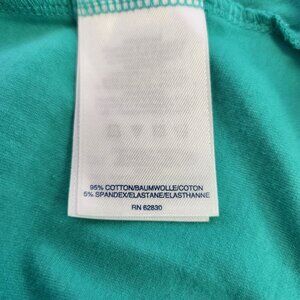 95% COTTON/BAUMWOLLE/COTON
5% SPANDEX/ELASTANE/ELASTHANNE
RN 62830